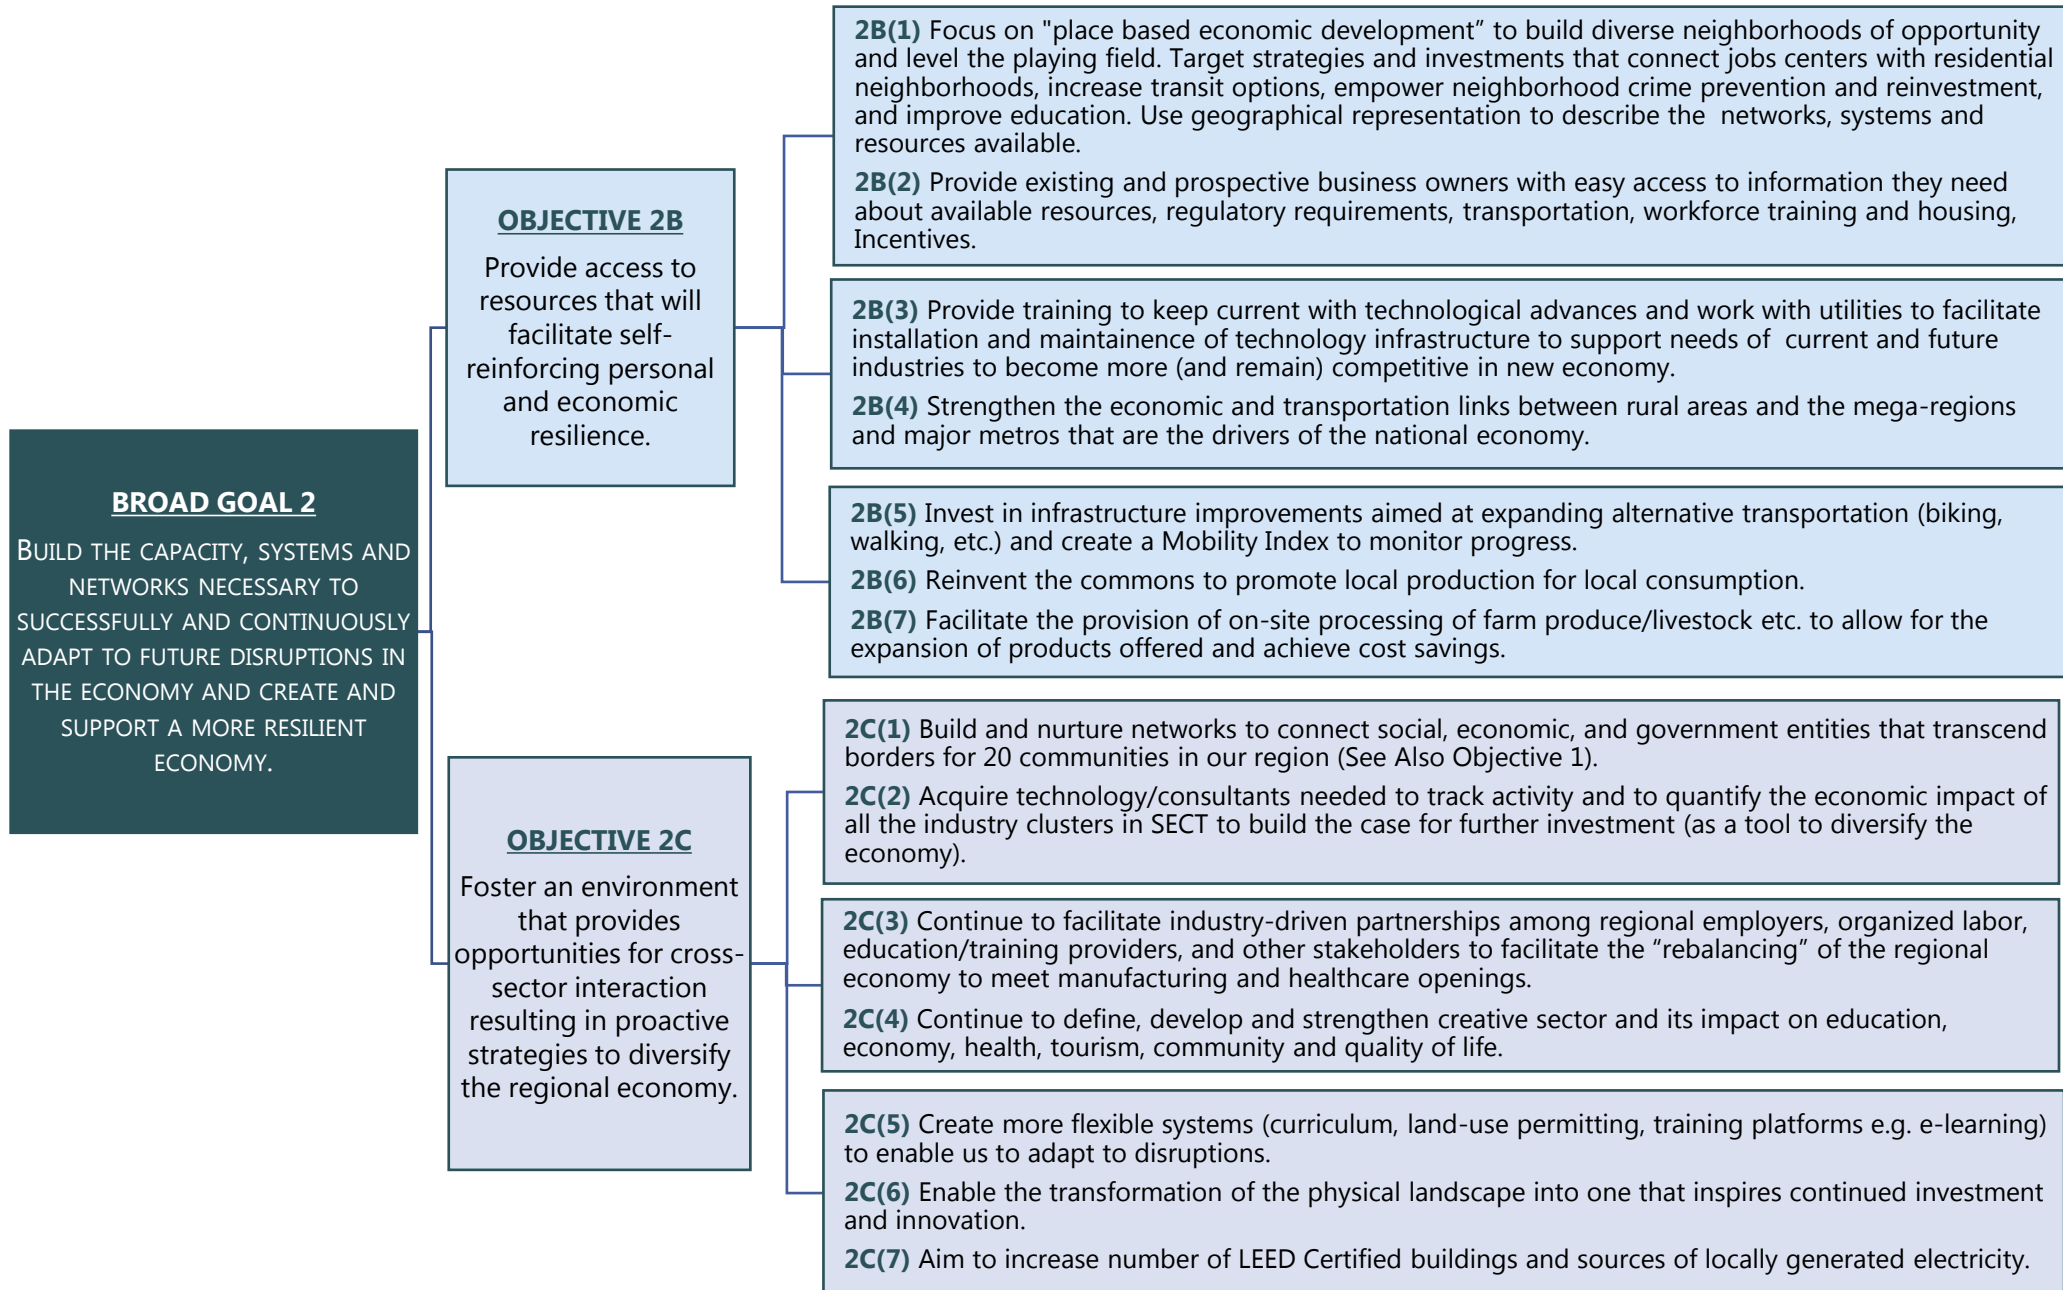 BROAD GOAL 2
BUILD THE CAPACITY, SYSTEMS AND
NETWORKS NECESSARY TO
SUCCESSFULLY AND CONTINUOUSLY
ADAPT TO FUTURE DISRUPTIONS IN
THE ECONOMY AND CREATE AND
SUPPORT A MORE RESILIENT
ECONOMY.
OBJECTIVE 2B
Provide access to
resources that will
facilitate self-
reinforcing personal
and economic
resilience.
2B(1) Focus on "place based economic development” to build diverse neighborhoods of opportunity
and level the playing field. Target strategies and investments that connect jobs centers with residential
neighborhoods, increase transit options, empower neighborhood crime prevention and reinvestment,
and improve education. Use geographical representation to describe the  networks, systems and
resources available.
2B(2) Provide existing and prospective business owners with easy access to information they need
about available resources, regulatory requirements, transportation, workforce training and housing,
Incentives.
2B(3) Provide training to keep current with technological advances and work with utilities to facilitate
installation and maintainence of technology infrastructure to support needs of  current and future
industries to become more (and remain) competitive in new economy.
2B(4) Strengthen the economic and transportation links between rural areas and the mega-regions
and major metros that are the drivers of the national economy.
2B(5) Invest in infrastructure improvements aimed at expanding alternative transportation (biking,
walking, etc.) and create a Mobility Index to monitor progress.
2B(6) Reinvent the commons to promote local production for local consumption.
2B(7) Facilitate the provision of on-site processing of farm produce/livestock etc. to allow for the
expansion of products offered and achieve cost savings.
OBJECTIVE 2C
Foster an environment
that provides
opportunities for cross-
sector interaction
resulting in proactive
strategies to diversify
the regional economy.
2C(1) Build and nurture networks to connect social, economic, and government entities that transcend
borders for 20 communities in our region (See Also Objective 1).
2C(2) Acquire technology/consultants needed to track activity and to quantify the economic impact of
all the industry clusters in SECT to build the case for further investment (as a tool to diversify the
economy).
2C(3) Continue to facilitate industry-driven partnerships among regional employers, organized labor,
education/training providers, and other stakeholders to facilitate the “rebalancing” of the regional
economy to meet manufacturing and healthcare openings.
2C(4) Continue to define, develop and strengthen creative sector and its impact on education,
economy, health, tourism, community and quality of life.
2C(5) Create more flexible systems (curriculum, land-use permitting, training platforms e.g. e-learning)
to enable us to adapt to disruptions.
2C(6) Enable the transformation of the physical landscape into one that inspires continued investment
and innovation.
2C(7) Aim to increase number of LEED Certified buildings and sources of locally generated electricity.